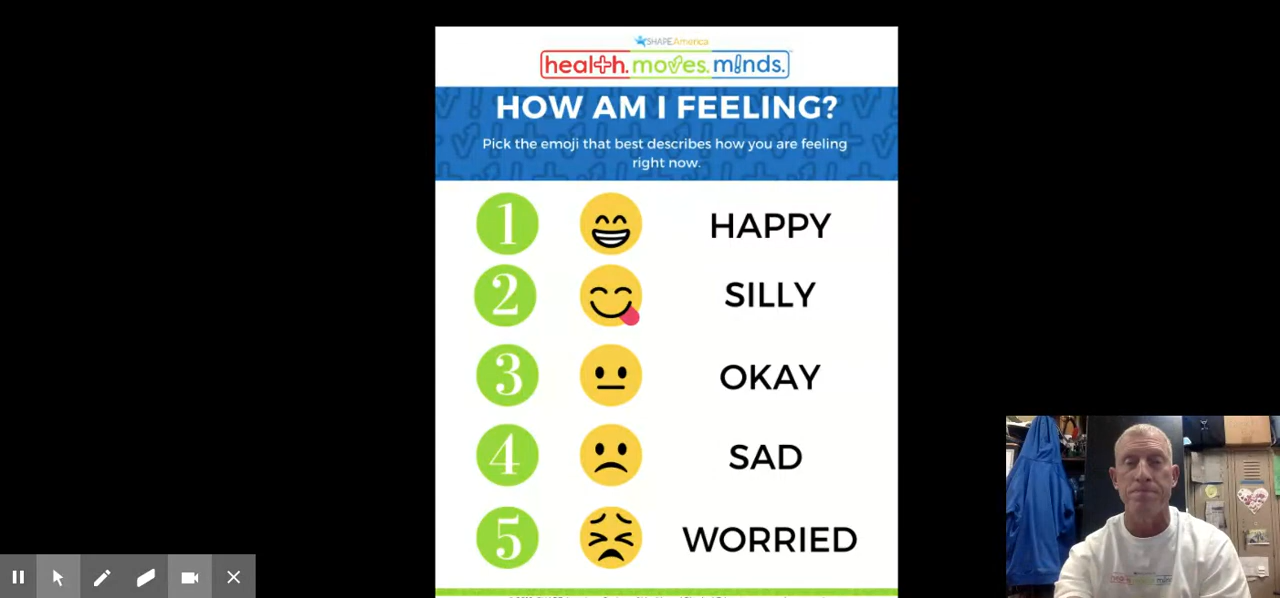 SHAPE America
health. moves. minds.
HOW AM I FEELING?
Pick the emoji that best describes how you are feeling
right now.
1 HAPPY
2 SILLY
3 OKAY
4 SAD
5 WORRIED